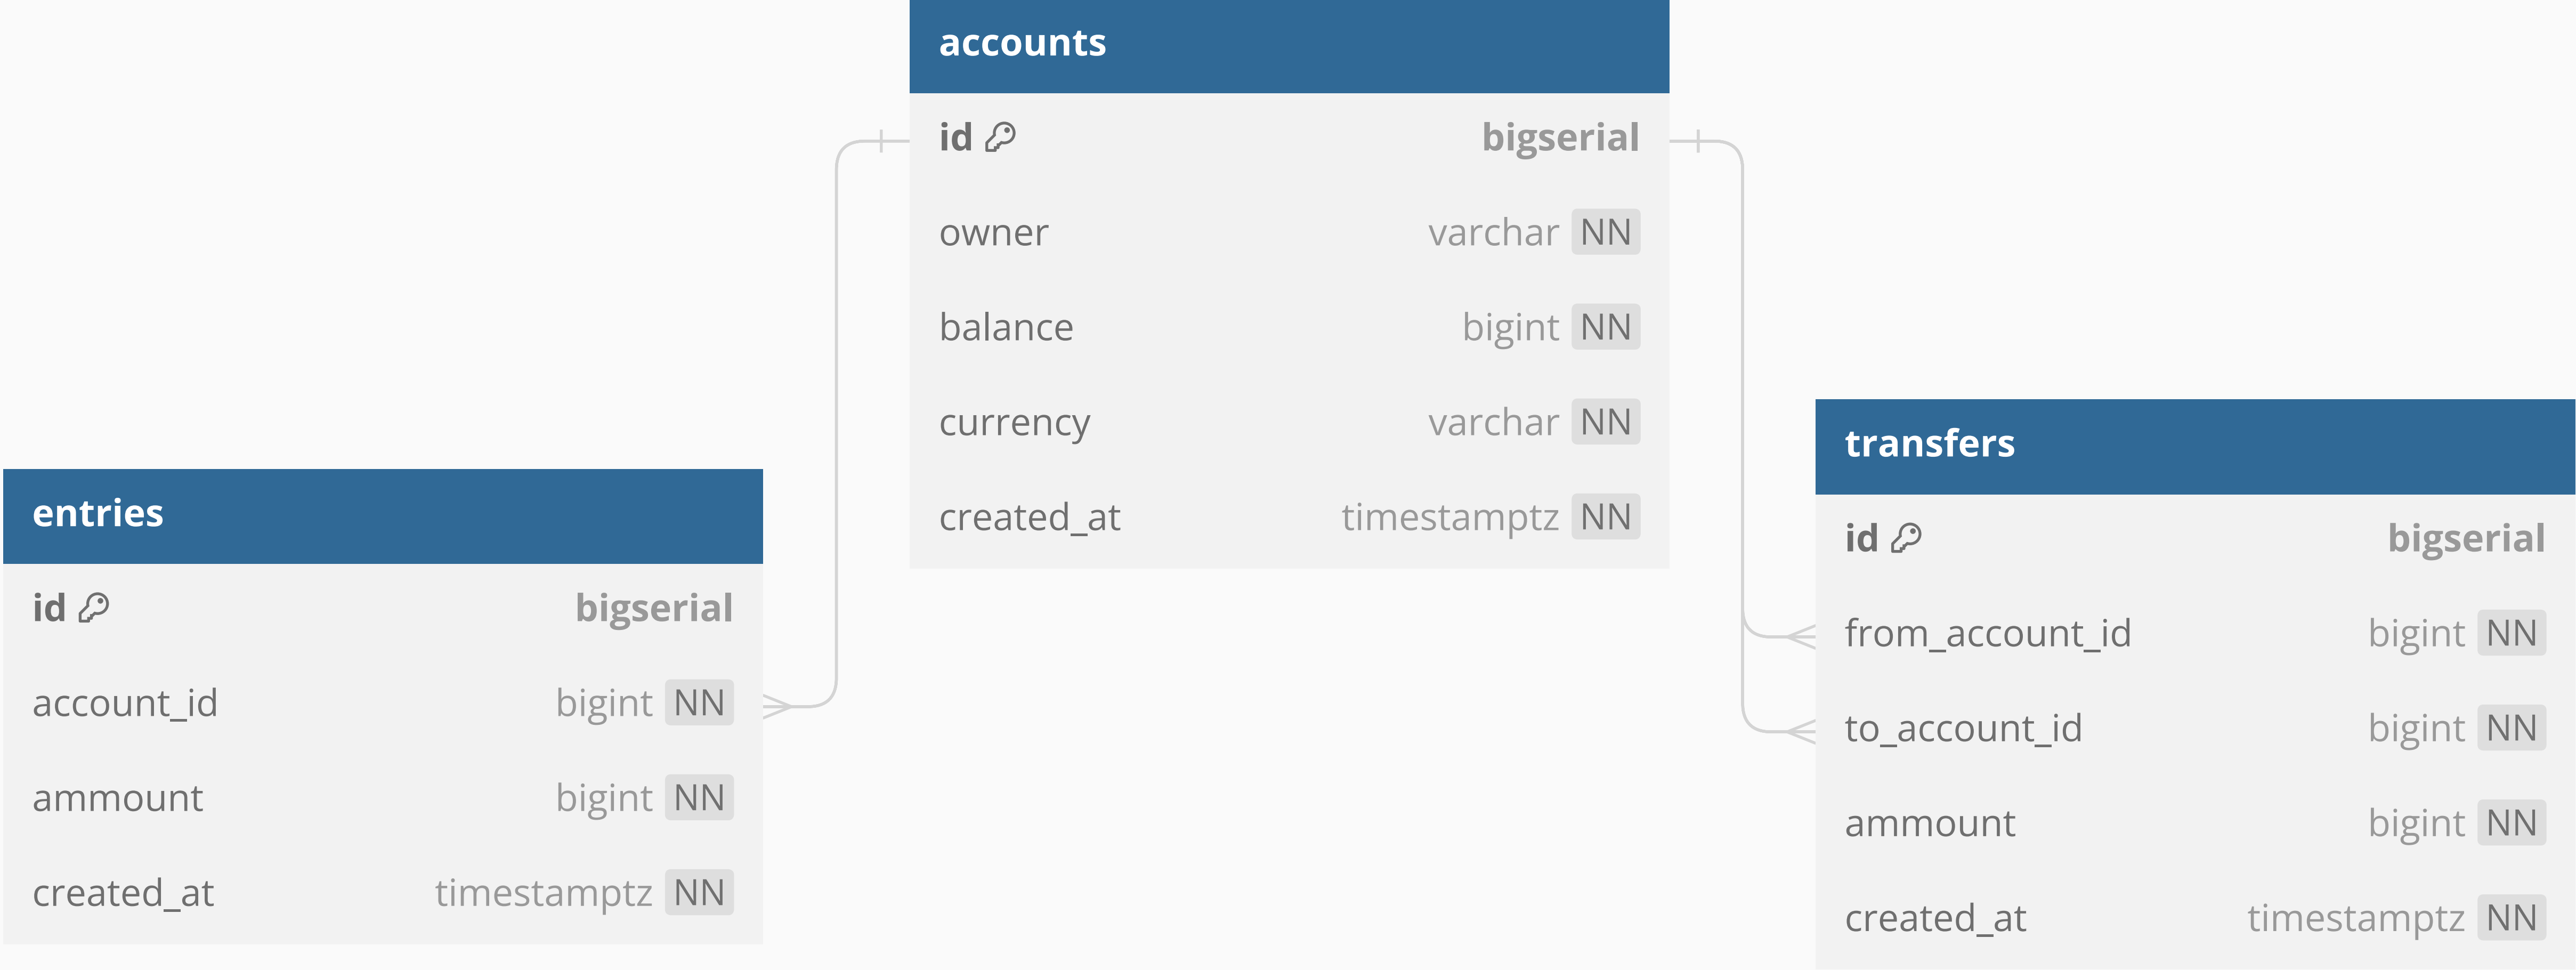 accounts
id bigserial
owner varchar NN
balance bigint NN
currency varchar NN
created_at timestamptz NN
entries
id bigserial
account_id bigint NN
ammount bigint NN
created_at timestamptz NN
transfers
id bigserial
from_account_id bigint NN
to_account_id bigint NN
ammount bigint NN
created_at timestamptz NN